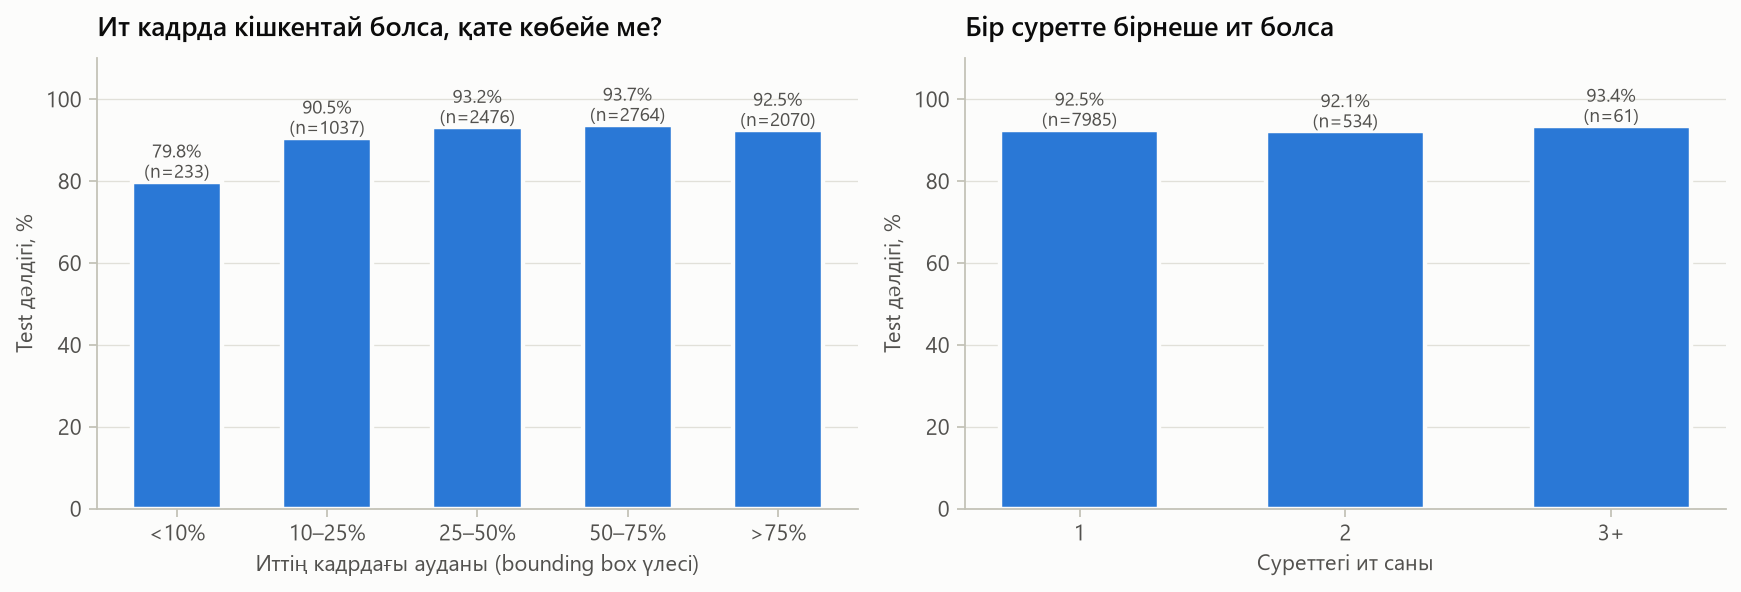 Ит кадрда кішкентай болса, қате көбейе ме?
Test дәлдігі, %
100
80
60
40
20
0
79.8%
(n=233)
90.5%
(n=1037)
93.2%
(n=2476)
93.7%
(n=2764)
92.5%
(n=2070)
<10%
10–25%
25–50%
50–75%
>75%
Иттің кадрдағы ауданы (bounding box үлесі)
Бір суретте бірнеше ит болса
Test дәлдігі, %
100
80
60
40
20
0
92.5%
(n=7985)
92.1%
(n=534)
93.4%
(n=61)
1
2
3+
Суреттегі ит саны